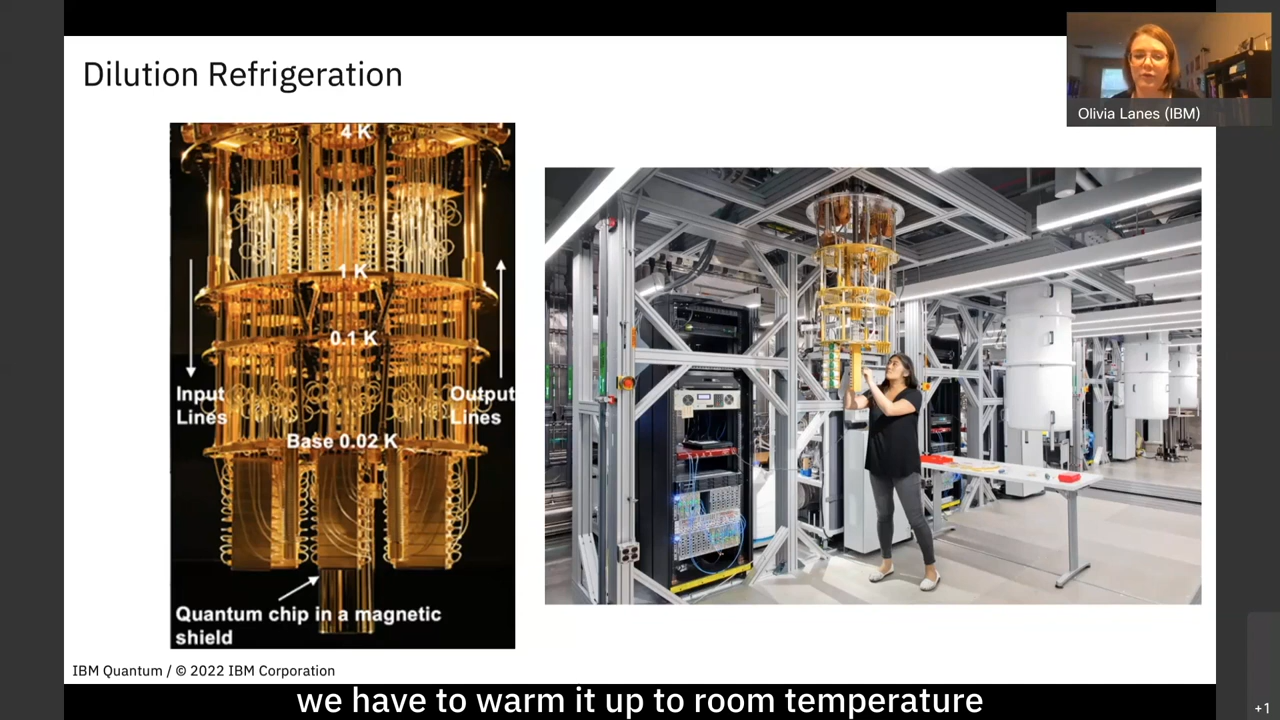 Dilution Refrigeration
Olivia Lanes (IBM)
4 K
1 K
0.1 K
Input
Lines
Output
Lines
Base 0.02 K
Quantum chip in a magnetic
shield
IBM Quantum / © 2022 IBM Corporation
we have to warm it up to room temperature
+1